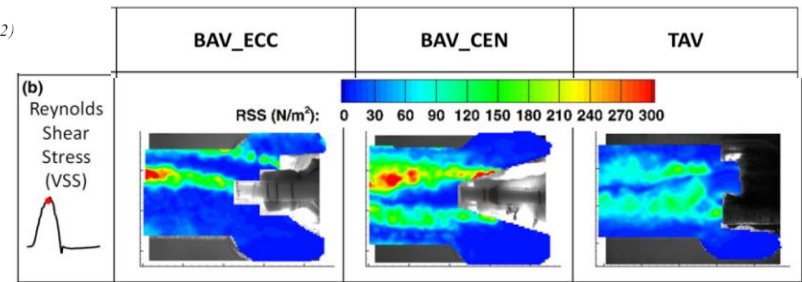 2)
BAV_ECC BAV_CEN TAV
(b)
Reynolds
Shear
Stress
(VSS)
RSS (N/m²): 0 30 60 90 120 150 180 210 240 270 300